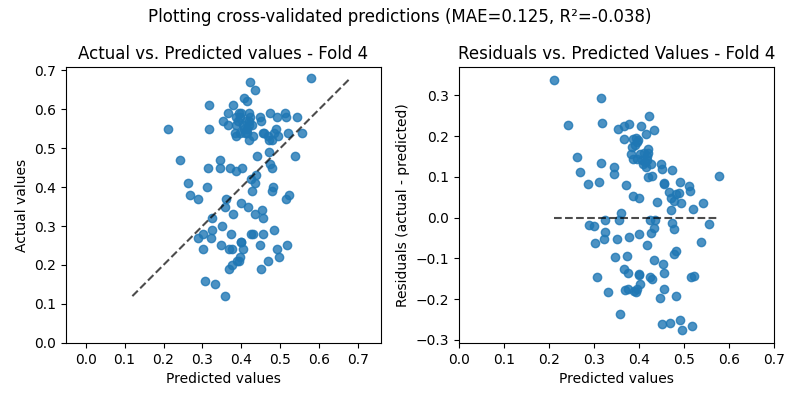 Plotting cross-validated predictions (MAE=0.125, R²=-0.038)
Actual vs. Predicted values - Fold 4
0.7
0.6
0.5
0.4
0.3
0.2
0.1
0.0
Actual values
0.0 0.1 0.2 0.3 0.4 0.5 0.6 0.7
Predicted values
Residuals vs. Predicted Values - Fold 4
0.3
0.2
0.1
0.0
−0.1
−0.2
−0.3
Residuals (actual - predicted)
0.0 0.1 0.2 0.3 0.4 0.5 0.6 0.7
Predicted values